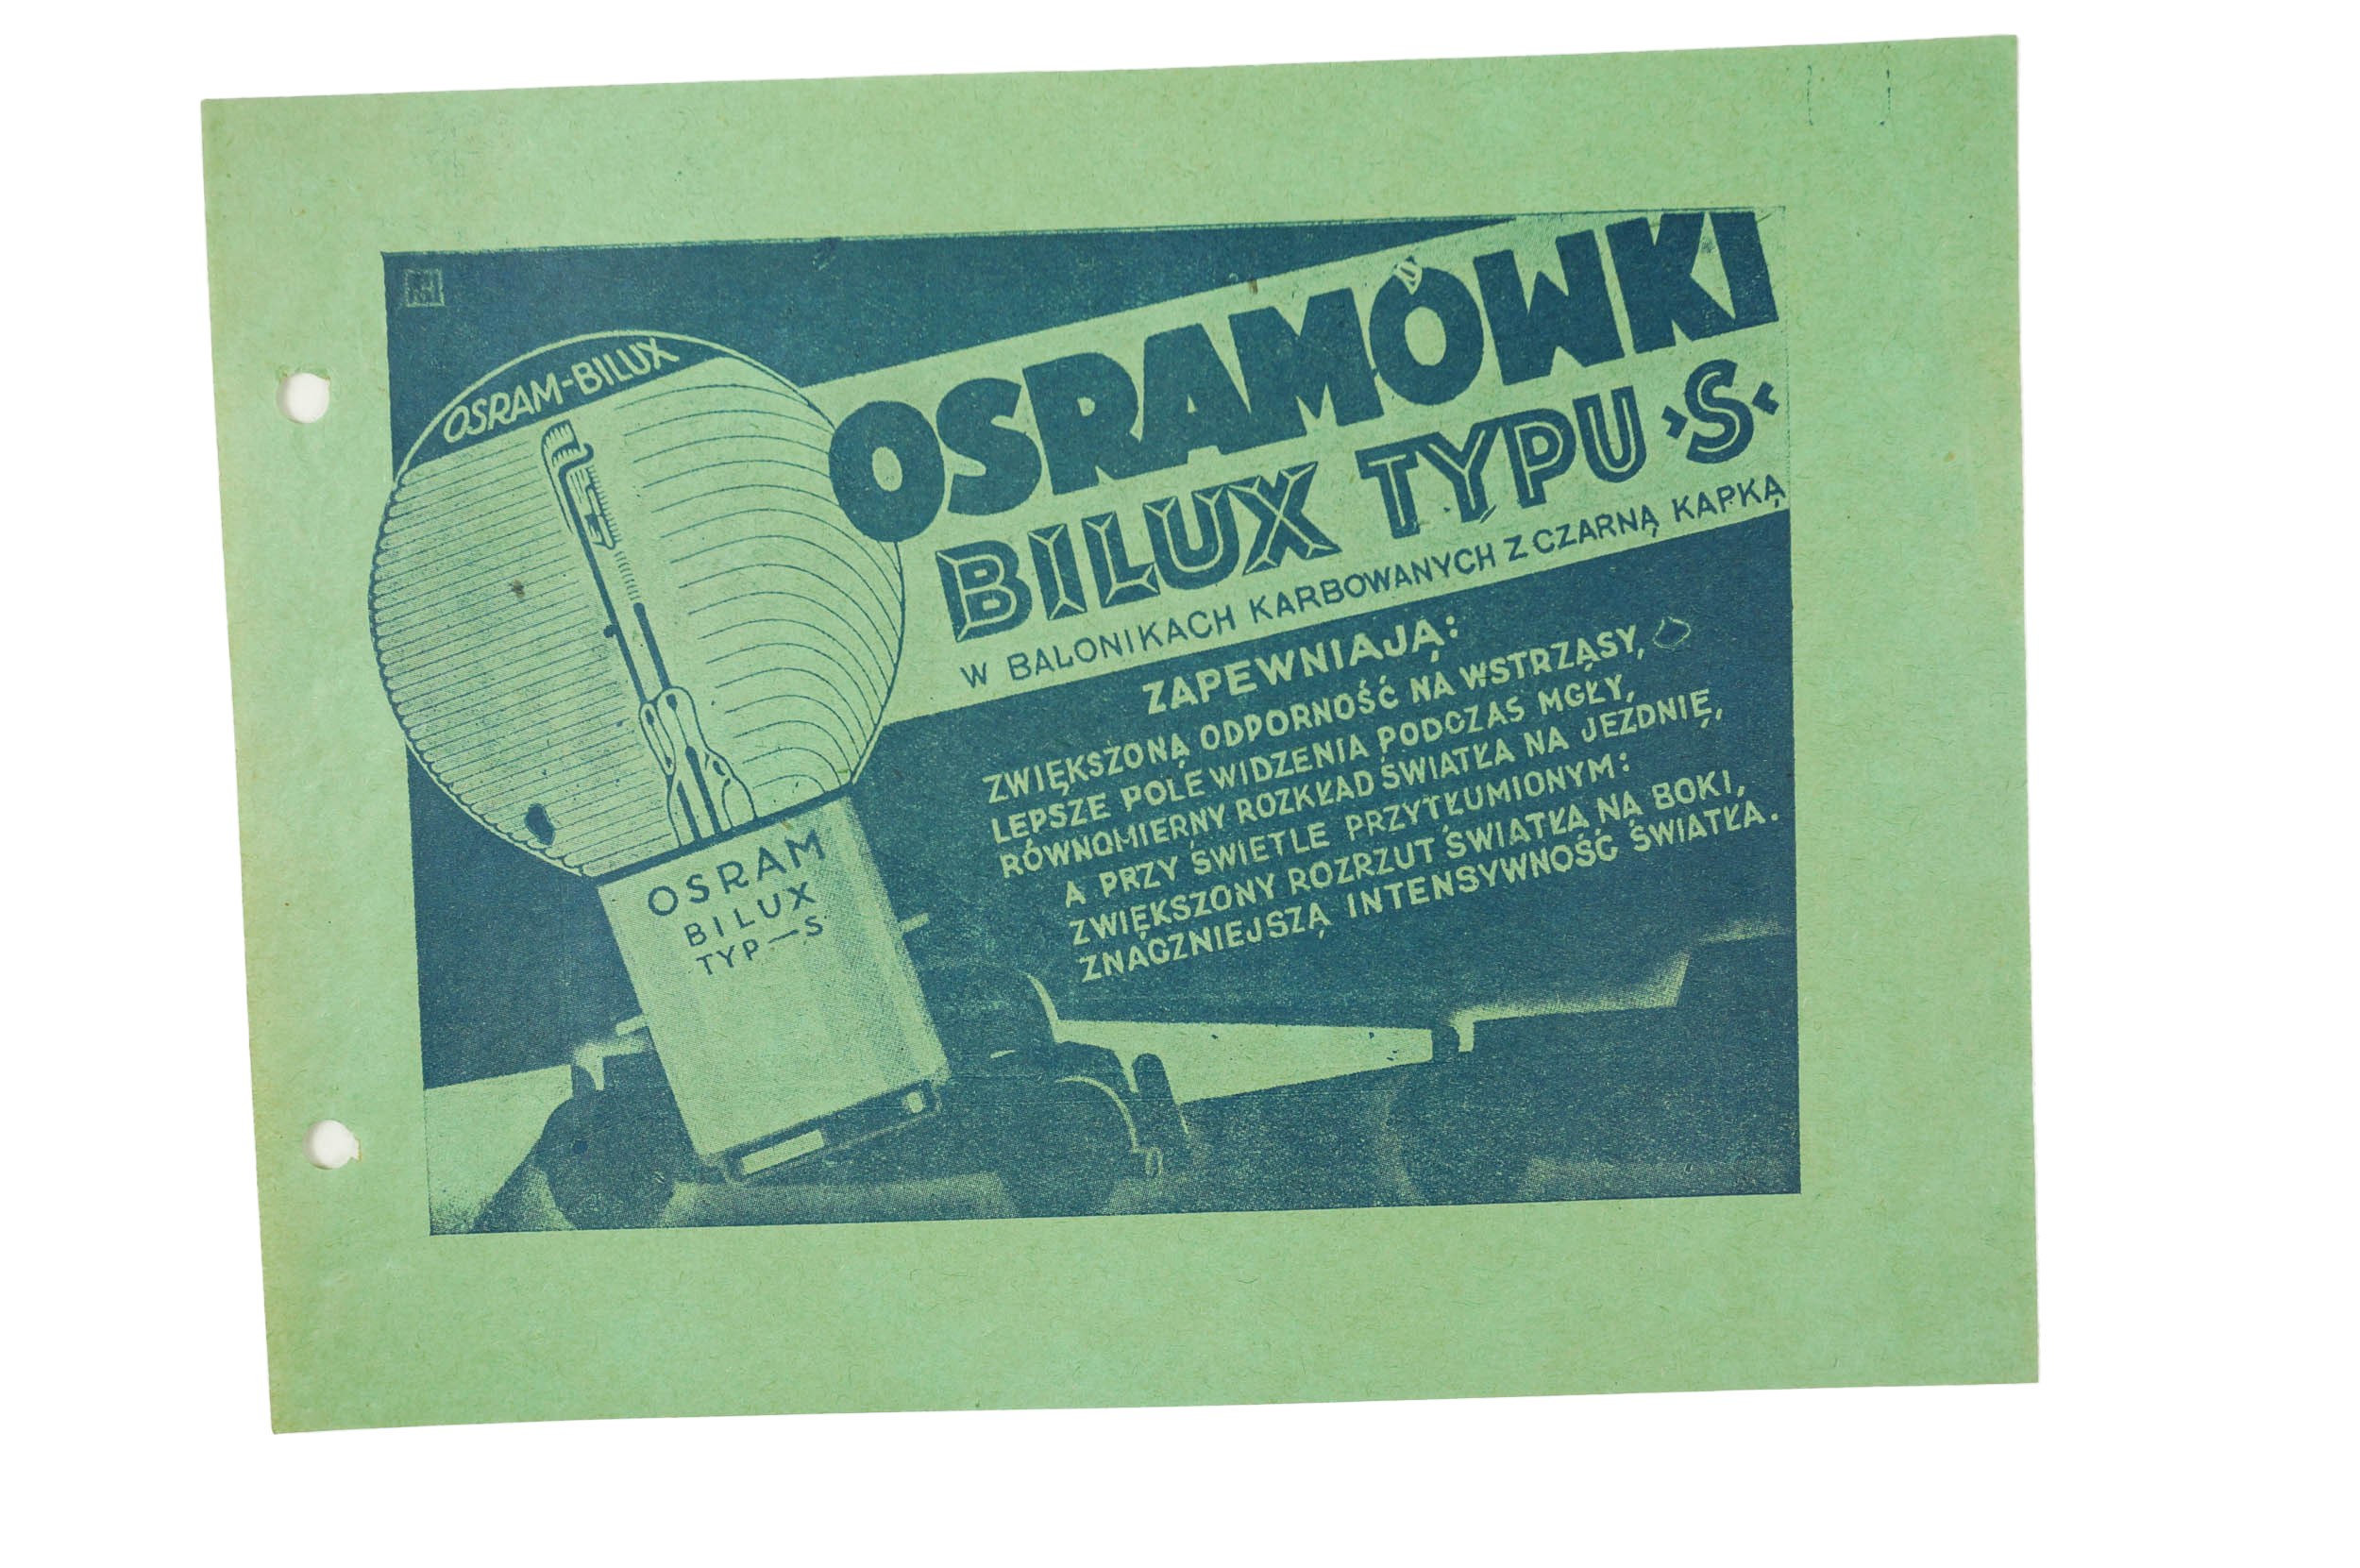 OSRAMÓWKI
BILUX TYPU ·S·
W BALONIKACH KARBOWANYCH Z CZARNĄ KAPKĄ
ZAPEWNIAJĄ:
ZWIĘKSZONĄ ODPORNOŚĆ NA WSTRZĄSY,
LEPSZE POLE WIDZENIA PODCZAS MGŁY,
RÓWNOMIERNY ROZKŁAD ŚWIATŁA NA JEZDNIĘ,
A PRZY ŚWIETLE PRZYTŁUMIONYM:
ZWIĘKSZONY ROZRZUT ŚWIATŁA NA BOKI,
ZNACZNIEJSZĄ INTENSYWNOŚĆ ŚWIATŁA.
OSRAM-BILUX
OSRAM
BILUX
TYP—S